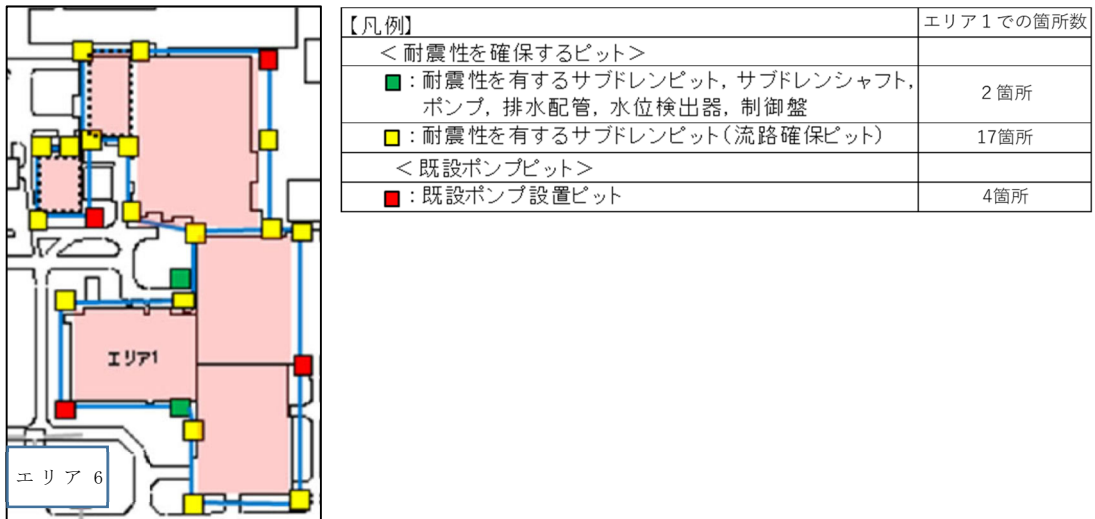 エリア1
エリア 6
【凡例】 エリア1での箇所数
＜耐震性を確保するピット＞
：耐震性を有するサブドレンピット，サブドレンシャフト，
ポンプ，排水配管，水位検出器，制御盤 2箇所
：耐震性を有するサブドレンピット（流路確保ピット） 17箇所
＜既設ポンプピット＞
：既設ポンプ設置ピット 4箇所